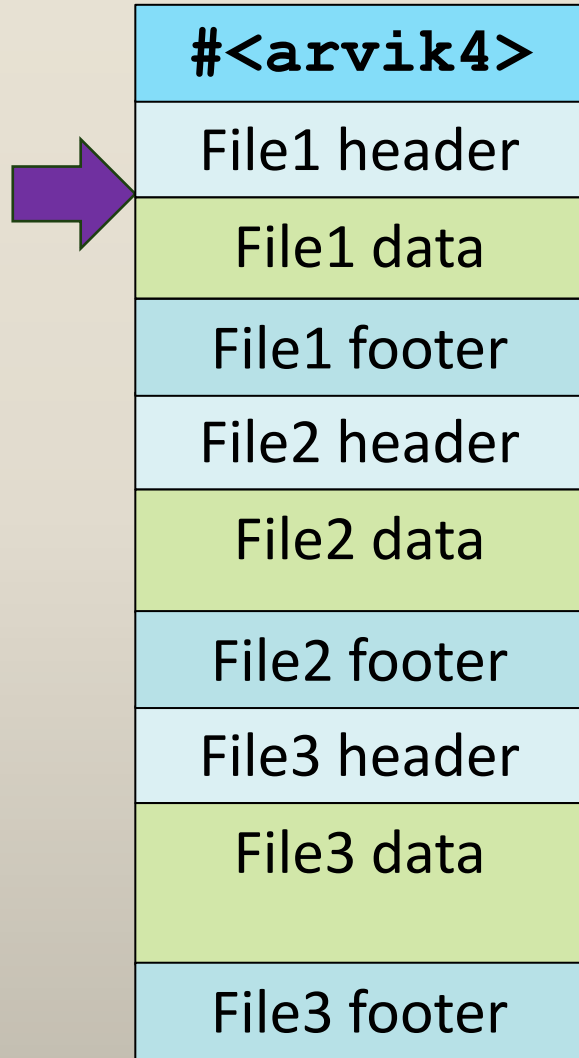 #<arvik4>
File1 header
File1 data
File1 footer
File2 header
File2 data
File2 footer
File3 header
File3 data
File3 footer